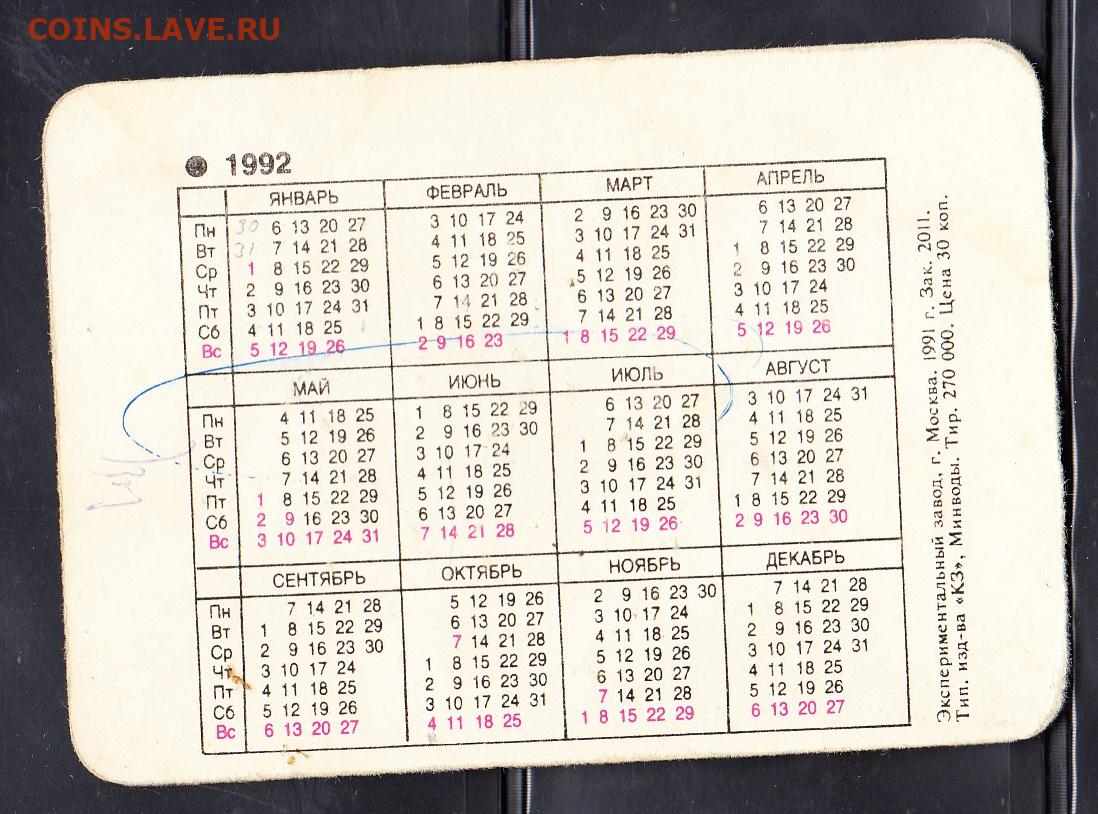 COINS.LAVE.RU
1992
ЯНВАРЬ ФЕВРАЛЬ МАРТ АПРЕЛЬ
Пн 30 6 13 20 27 3 10 17 24 2 9 16 23 30 6 13 20 27
Вт 31 7 14 21 28 4 11 18 25 3 10 17 24 31 7 14 21 28
Ср 1 8 15 22 29 5 12 19 26 4 11 18 25 1 8 15 22 29
Чт 2 9 16 23 30 6 13 20 27 5 12 19 26 2 9 16 23 30
Пт 3 10 17 24 31 7 14 21 28 6 13 20 27 3 10 17 24
Сб 4 11 18 25 1 8 15 22 29 7 14 21 28 4 11 18 25
Вс 5 12 19 26 2 9 16 23 1 8 15 22 29 5 12 19 26
МАЙ ИЮНЬ ИЮЛЬ АВГУСТ
Пн 4 11 18 25 1 8 15 22 29 6 13 20 27 3 10 17 24 31
Вт 5 12 19 26 2 9 16 23 30 7 14 21 28 4 11 18 25
Ср 6 13 20 27 3 10 17 24 1 8 15 22 29 5 12 19 26
Чт 7 14 21 28 4 11 18 25 2 9 16 23 30 6 13 20 27
Пт 1 8 15 22 29 5 12 19 26 3 10 17 24 31 7 14 21 28
Сб 2 9 16 23 30 6 13 20 27 4 11 18 25 1 8 15 22 29
Вс 3 10 17 24 31 7 14 21 28 5 12 19 26 2 9 16 23 30
СЕНТЯБРЬ ОКТЯБРЬ НОЯБРЬ ДЕКАБРЬ
Пн 7 14 21 28 5 12 19 26 2 9 16 23 30 7 14 21 28
Вт 1 8 15 22 29 6 13 20 27 3 10 17 24 1 8 15 22 29
Ср 2 9 16 23 30 7 14 21 28 4 11 18 25 2 9 16 23 30
Чт 3 10 17 24 1 8 15 22 29 5 12 19 26 3 10 17 24 31
Пт 4 11 18 25 2 9 16 23 30 6 13 20 27 4 11 18 25
Сб 5 12 19 26 3 10 17 24 31 7 14 21 28 5 12 19 26
Вс 6 13 20 27 4 11 18 25 1 8 15 22 29 6 13 20 27
Экспериментальный завод, г. Москва. 1991 г. Зак. 2011.
Тип. изд-ва «КЗ», Минводы. Тир. 270 000. Цена 30 коп.